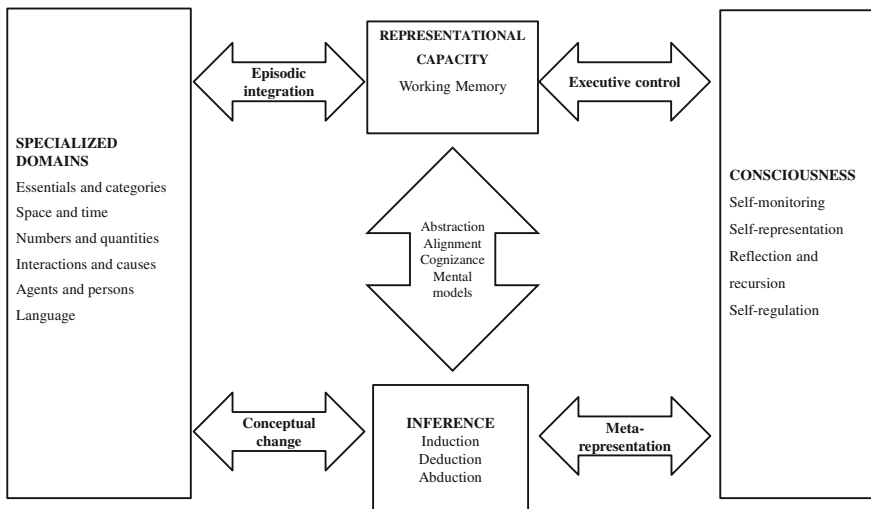 SPECIALIZED
DOMAINS
Essentials and categories
Space and time
Numbers and quantities
Interactions and causes
Agents and persons
Language
Episodic
integration
REPRESENTATIONAL
CAPACITY
Working Memory
Executive control
Abstraction
Alignment
Cognizance
Mental
models
Conceptual
change
INFERENCE
Induction
Deduction
Abduction
Meta-
representation
CONSCIOUSNESS
Self-monitoring
Self-representation
Reflection and
recursion
Self-regulation